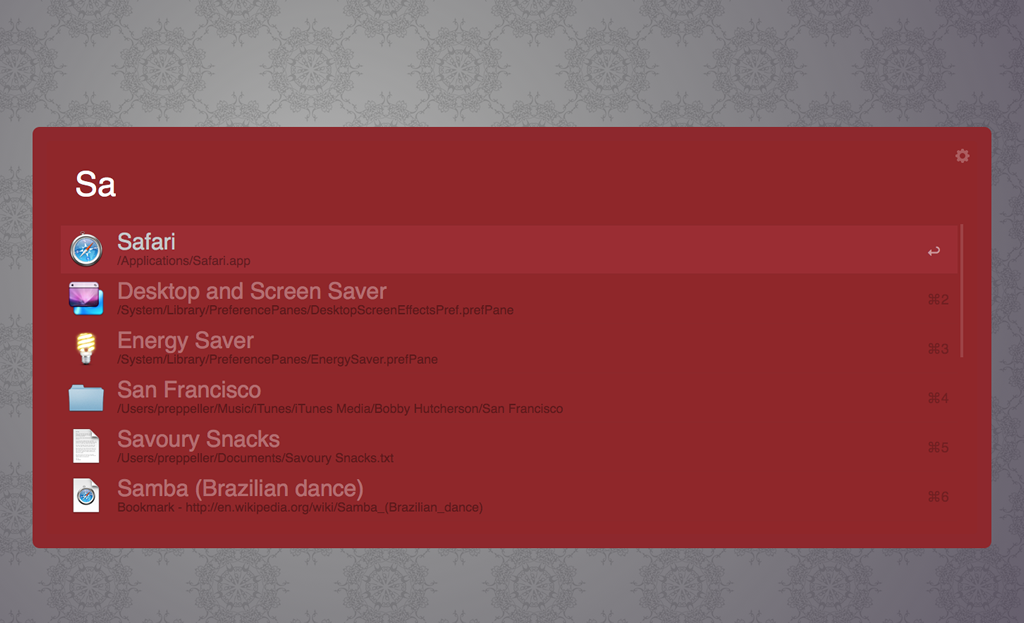 Sa
Safari
/Applications/Safari.app
Desktop and Screen Saver
/System/Library/PreferencePanes/DesktopScreenEffectsPref.prefPane
⌘2
Energy Saver
/System/Library/PreferencePanes/EnergySaver.prefPane
⌘3
San Francisco
/Users/preppeller/Music/iTunes/iTunes Media/Bobby Hutcherson/San Francisco
⌘4
Savoury Snacks
/Users/preppeller/Documents/Savoury Snacks.txt
⌘5
Samba (Brazilian dance)
Bookmark - http://en.wikipedia.org/wiki/Samba_(Brazilian_dance)
⌘6